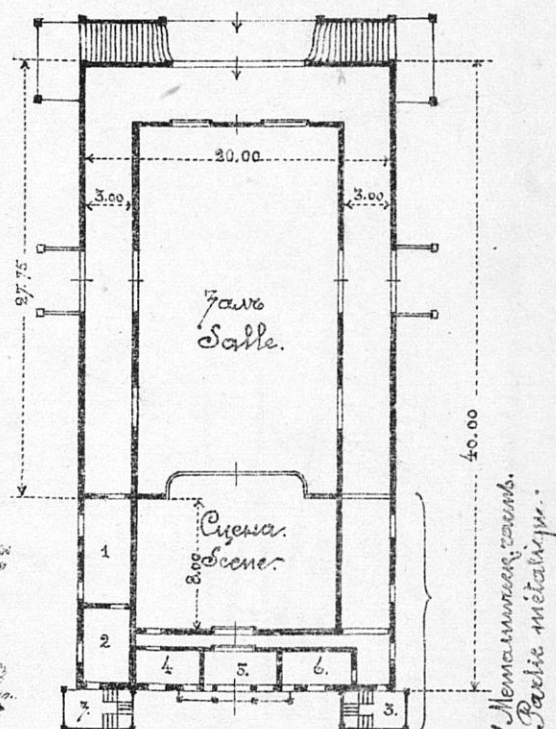 20.00
3.00
3.00
27.75
Залъ
Salle.
40.00
Сцена.
Scene.
8.00
1
2
4
5.
6.
7.
3.
Металлическ. часть.
Partie métalique.